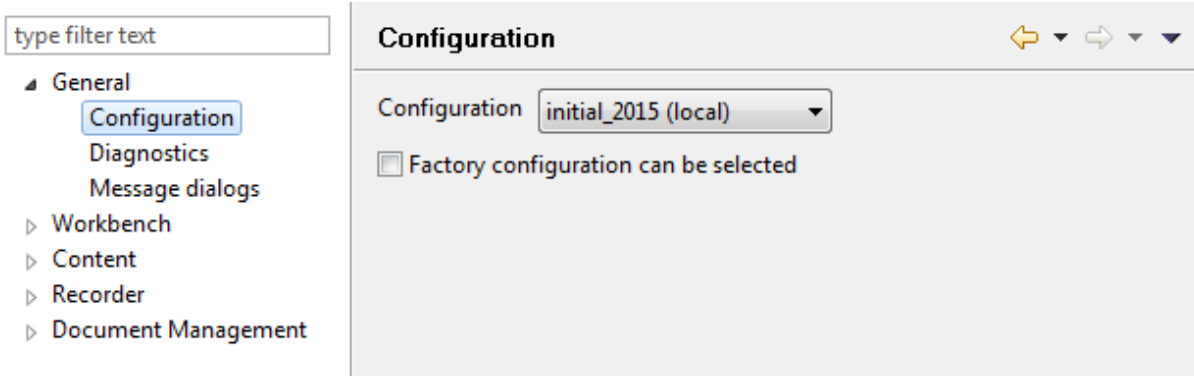 type filter text
General
Configuration
Diagnostics
Message dialogs
Workbench
Content
Recorder
Document Management
Configuration
Configuration initial_2015 (local)
Factory configuration can be selected